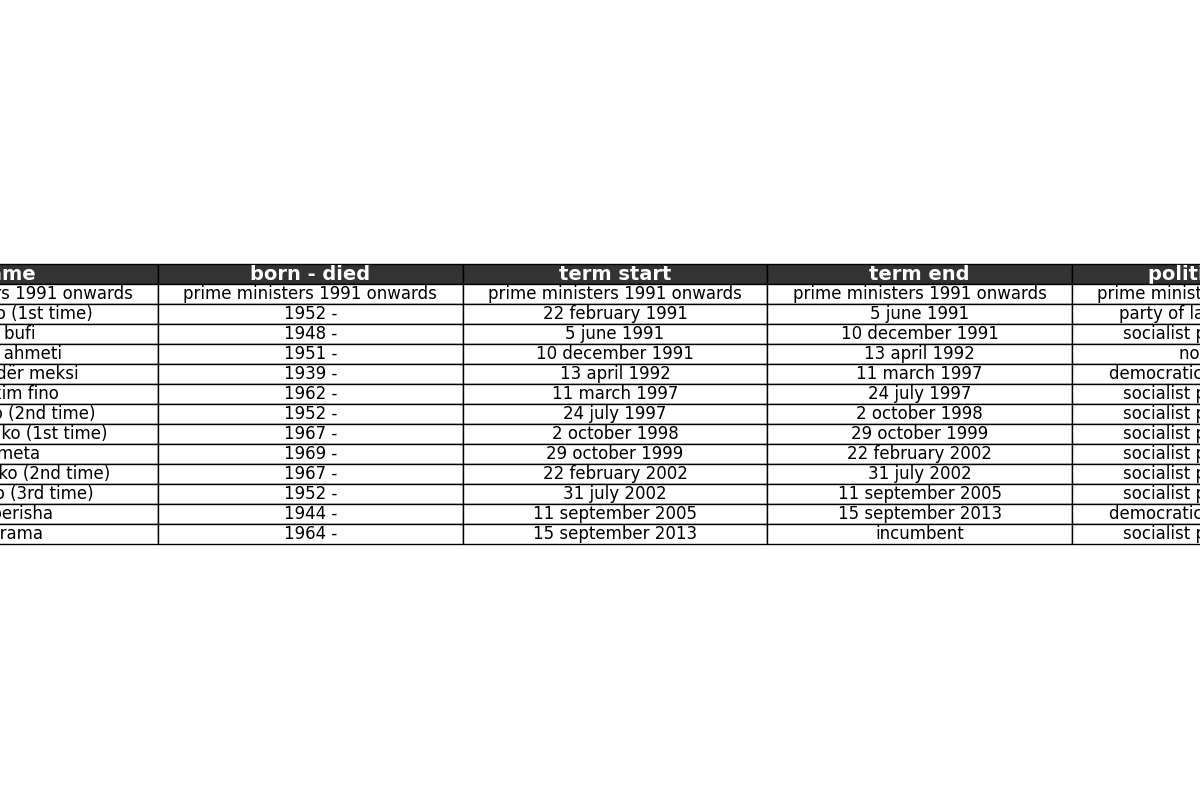 ame born - died term start term end polit
rs 1991 onwards prime ministers 1991 onwards prime ministers 1991 onwards prime ministers 1991 onwards prime minist
o (1st time) 1952 - 22 february 1991 5 june 1991 party of la
bufi 1948 - 5 june 1991 10 december 1991 socialist p
ahmeti 1951 - 10 december 1991 13 april 1992 no
dër meksi 1939 - 13 april 1992 11 march 1997 democratic
kim fino 1962 - 11 march 1997 24 july 1997 socialist p
o (2nd time) 1952 - 24 july 1997 2 october 1998 socialist p
ko (1st time) 1967 - 2 october 1998 29 october 1999 socialist p
meta 1969 - 29 october 1999 22 february 2002 socialist p
ko (2nd time) 1967 - 22 february 2002 31 july 2002 socialist p
o (3rd time) 1952 - 31 july 2002 11 september 2005 socialist p
berisha 1944 - 11 september 2005 15 september 2013 democratic
rama 1964 - 15 september 2013 incumbent socialist p